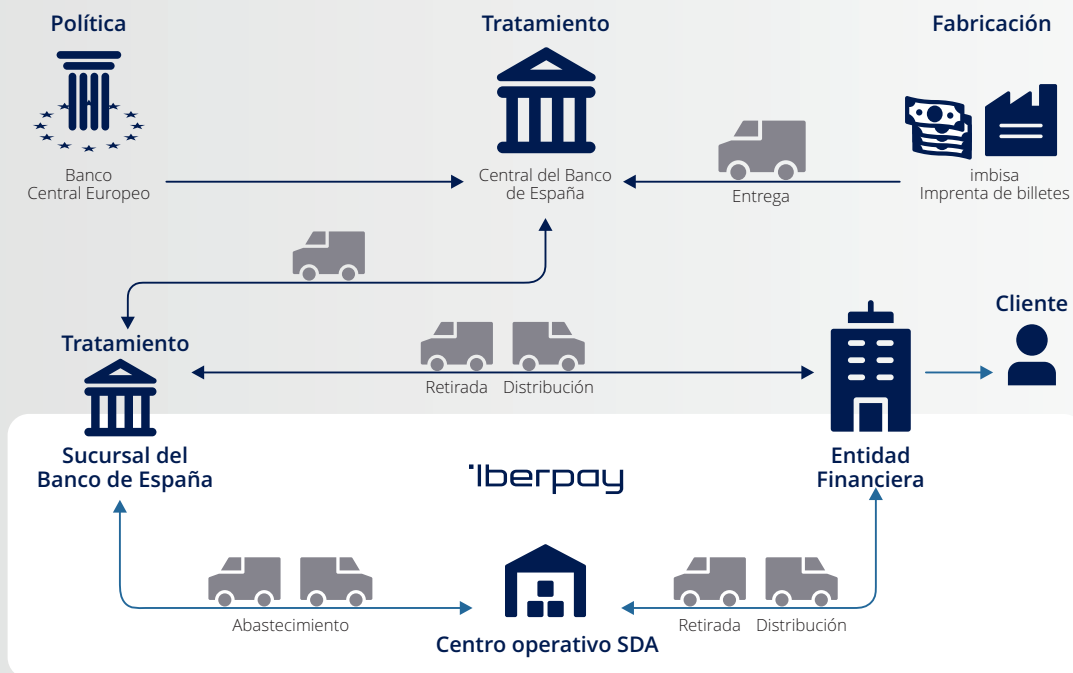 Política
Tratamiento
Fabricación
Banco
Central Europeo
Central del Banco
de España
Entrega
imbisa
Imprenta de billetes
Cliente
Tratamiento
Retirada
Distribución
Sucursal del
Banco de España
Iberpay
Entidad
Financiera
Abastecimiento
Centro operativo SDA
Retirada
Distribución